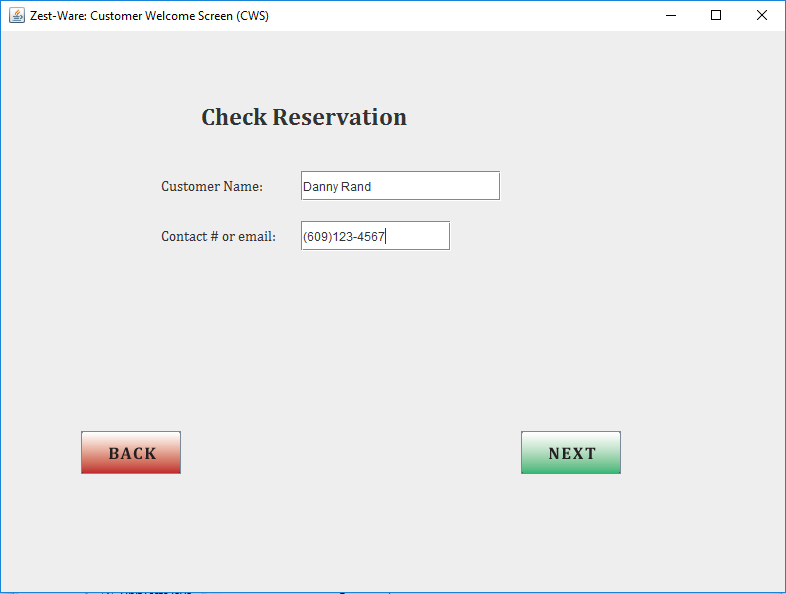 Zest-Ware: Customer Welcome Screen (CWS)
Check Reservation
Customer Name: Danny Rand
Contact # or email: (609)123-4567
BACK NEXT